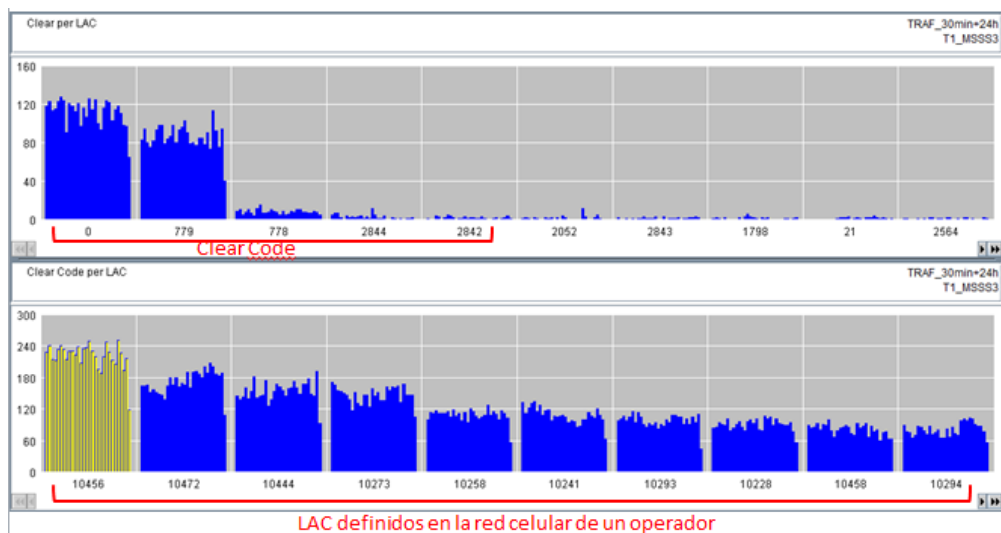 Clear per LAC TRAF_30min+24h
T1_MSSS3
160
120
80
40
0
0 779 778 2844 2842 2052 2843 1798 21 2564
Clear Code
Clear Code per LAC TRAF_30min+24h
T1_MSSS3
300
240
180
120
60
0
10456 10472 10444 10273 10258 10241 10293 10228 10458 10294
LAC definidos en la red celular de un operador